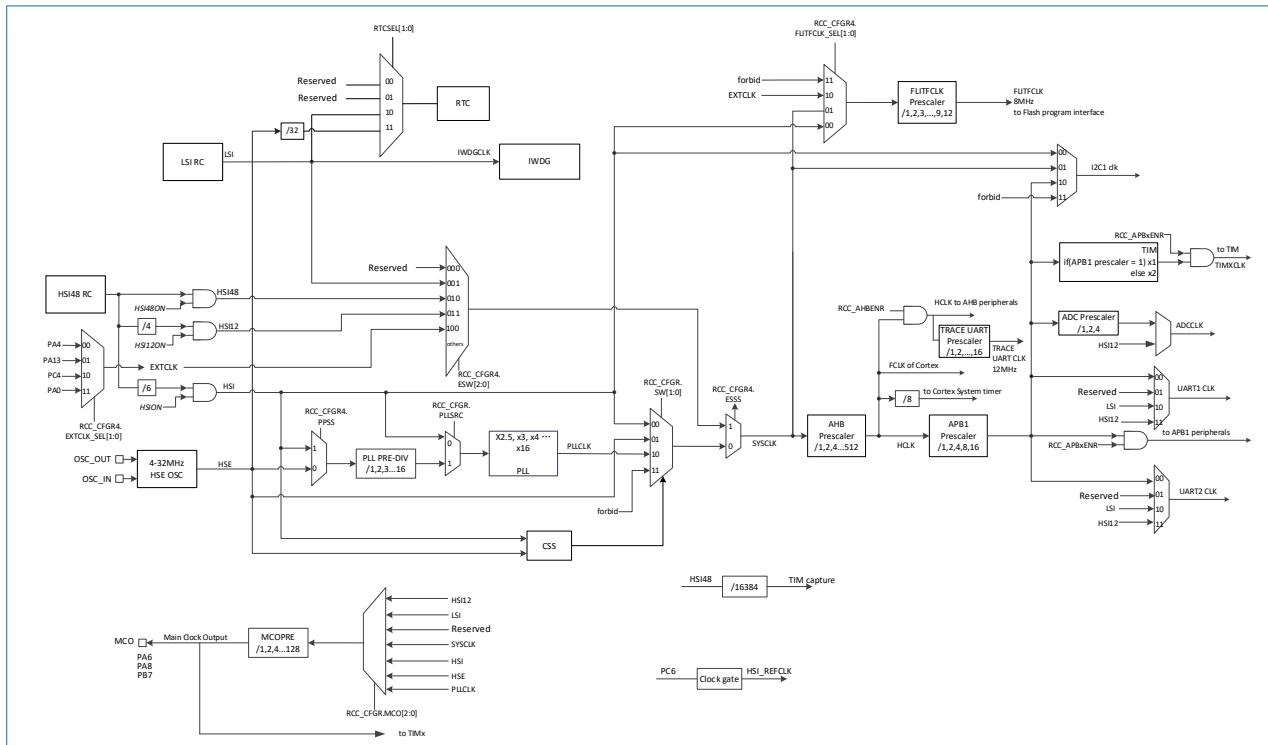 RTCSEL[1:0]
Reserved
Reserved
00
01
10
11
RTC
/32
LSI RC
LSI
IWDGCLK
IWDG
RCC_CFGR4.
FLITFCLK_SEL[1:0]
forbid
EXTCLK
11
10
01
00
FLITFCLK
Prescaler
/1,2,3,...,9,12
FLITFCLK
8MHz
to Flash program interface
00
01
10
11
forbid
I2C1 clk
HSI48 RC
HSI48ON
HSI48
/4
HSI12ON
HSI12
/6
HSION
HSI
PA4
PA13
PC4
PA0
00
01
10
11
EXTCLK
RCC_CFGR4.
EXTCLK_SEL[1:0]
Reserved
000
001
010
011
100
others
RCC_CFGR4.
ESW[2:0]
OSC_OUT
OSC_IN
4-32MHz
HSE OSC
HSE
RCC_CFGR4.
PPSS
1
0
PLL PRE-DIV
/1,2,3...16
RCC_CFGR.
PLLSRC
0
1
X2.5, x3, x4 ···
x16
PLL
PLLCLK
RCC_CFGR.
SW[1:0]
00
01
10
11
forbid
CSS
RCC_CFGR4.
ESSS
1
0
SYSCLK
AHB
Prescaler
/1,2,4...512
HCLK
APB1
Prescaler
/1,2,4,8,16
RCC_AHBENR
HCLK to AHB peripherals
TRACE UART
Prescaler
/1,2,...,16
TRACE
UART CLK
12MHz
FCLK of Cortex
/8
to Cortex System timer
RCC_APBxENR
TIM
if(APB1 prescaler = 1) x1
else x2
to TIM
TIMXCLK
ADC Prescaler
/1,2,4
HSI12
ADCCLK
00
01
10
11
Reserved
LSI
HSI12
UART1 CLK
RCC_APBxENR
to APB1 peripherals
00
01
10
11
Reserved
LSI
HSI12
UART2 CLK
HSI48
/16384
TIM capture
PC6
Clock gate
HSI_REFCLK
MCO
PA6
PA8
PB7
Main Clock Output
MCOPRE
/1,2,4...128
HSI12
LSI
Reserved
SYSCLK
HSI
HSE
PLLCLK
RCC_CFGR.MCO[2:0]
to TIMx